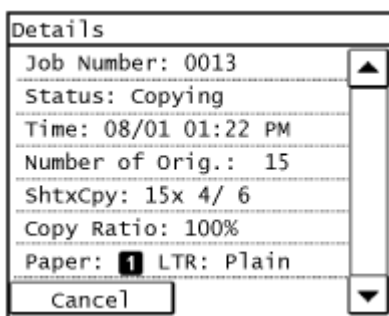 Details
Job Number: 0013
Status: Copying
Time: 08/01 01:22 PM
Number of Orig.: 15
ShtxCpy: 15x 4/ 6
Copy Ratio: 100%
Paper: 1 LTR: Plain
Cancel